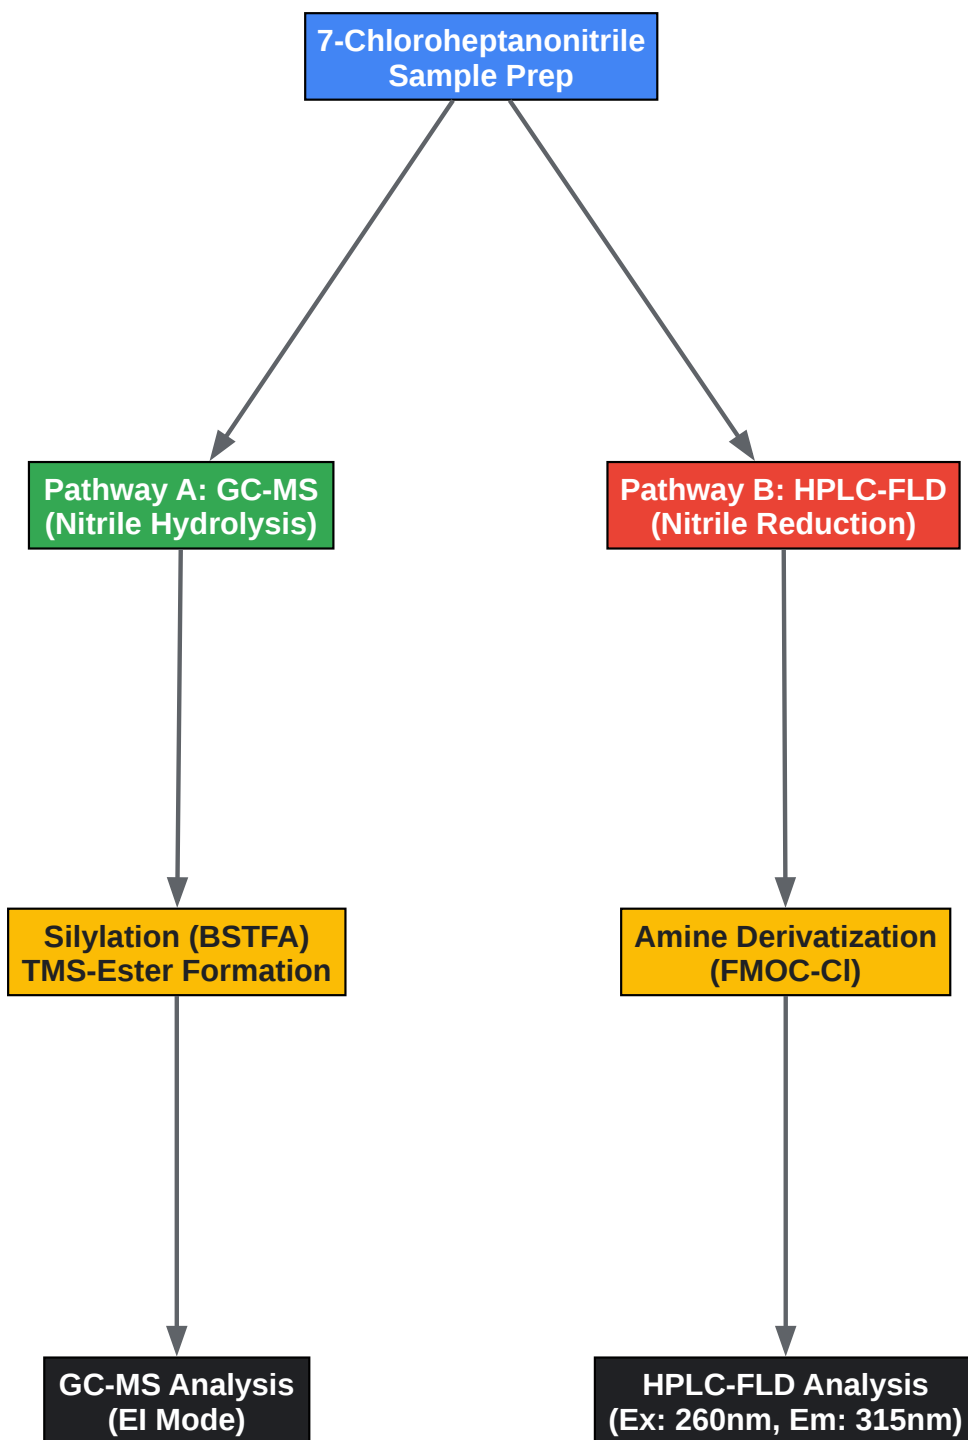 7-Chloroheptanonitrile
Sample Prep
Pathway A: GC-MS
(Nitrile Hydrolysis)
Pathway B: HPLC-FLD
(Nitrile Reduction)
Silylation (BSTFA)
TMS-Ester Formation
Amine Derivatization
(FMOC-Cl)
GC-MS Analysis
(EI Mode)
HPLC-FLD Analysis
(Ex: 260nm, Em: 315nm)